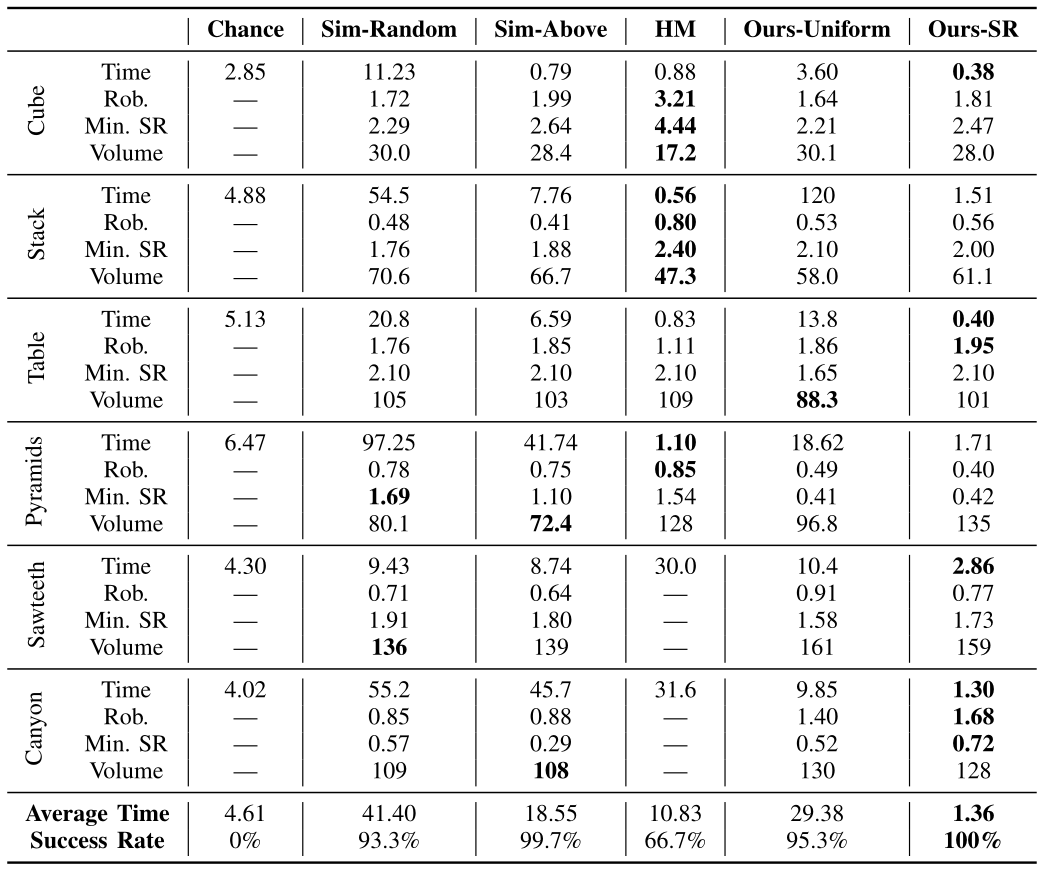 Chance Sim-Random Sim-Above HM Ours-Uniform Ours-SR
Cube
Time 2.85 11.23 0.79 0.88 3.60 0.38
Rob. — 1.72 1.99 3.21 1.64 1.81
Min. SR — 2.29 2.64 4.44 2.21 2.47
Volume — 30.0 28.4 17.2 30.1 28.0
Stack
Time 4.88 54.5 7.76 0.56 120 1.51
Rob. — 0.48 0.41 0.80 0.53 0.56
Min. SR — 1.76 1.88 2.40 2.10 2.00
Volume — 70.6 66.7 47.3 58.0 61.1
Table
Time 5.13 20.8 6.59 0.83 13.8 0.40
Rob. — 1.76 1.85 1.11 1.86 1.95
Min. SR — 2.10 2.10 2.10 1.65 2.10
Volume — 105 103 109 88.3 101
Pyramids
Time 6.47 97.25 41.74 1.10 18.62 1.71
Rob. — 0.78 0.75 0.85 0.49 0.40
Min. SR — 1.69 1.10 1.54 0.41 0.42
Volume — 80.1 72.4 128 96.8 135
Sawteeth
Time 4.30 9.43 8.74 30.0 10.4 2.86
Rob. — 0.71 0.64 — 0.91 0.77
Min. SR — 1.91 1.80 — 1.58 1.73
Volume — 136 139 — 161 159
Canyon
Time 4.02 55.2 45.7 31.6 9.85 1.30
Rob. — 0.85 0.88 — 1.40 1.68
Min. SR — 0.57 0.29 — 0.52 0.72
Volume — 109 108 — 130 128
Average Time 4.61 41.40 18.55 10.83 29.38 1.36
Success Rate 0% 93.3% 99.7% 66.7% 95.3% 100%